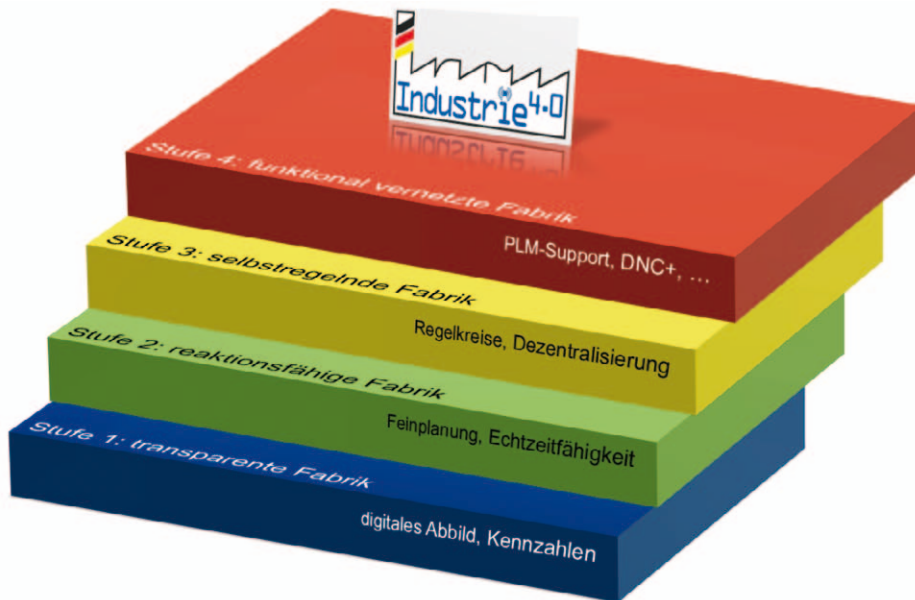 Industrie 4.0
Stufe 4: funktional vernetzte Fabrik
PLM-Support, DNC+, ...
Stufe 3: selbstregelnde Fabrik
Regelkreise, Dezentralisierung
Stufe 2: reaktionsfähige Fabrik
Feinplanung, Echtzeitfähigkeit
Stufe 1: transparente Fabrik
digitales Abbild, Kennzahlen